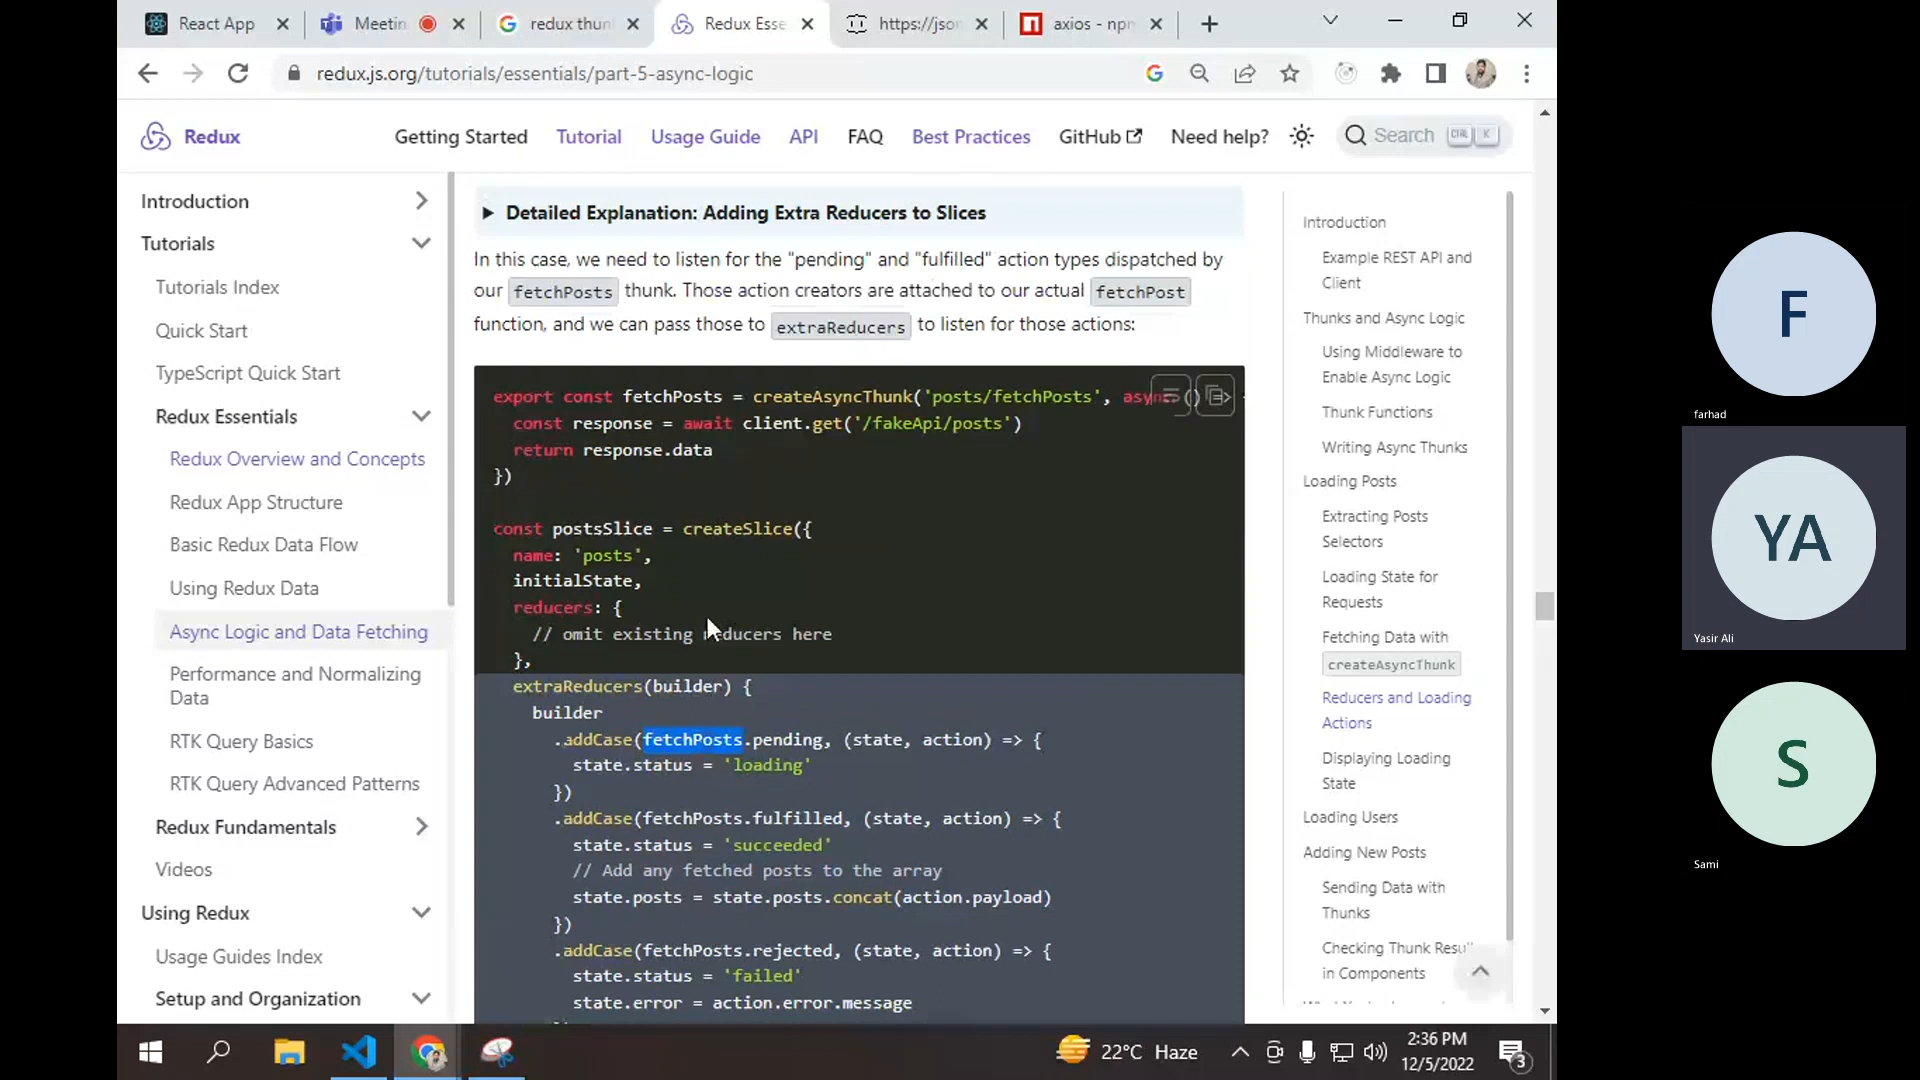 React App
Meetin
redux thun
Redux Esse
https://json
axios - npm
redux.js.org/tutorials/essentials/part-5-async-logic
Redux
Getting Started
Tutorial
Usage Guide
API
FAQ
Best Practices
GitHub
Need help?
Search
CTRL
K
Introduction
Tutorials
Tutorials Index
Quick Start
TypeScript Quick Start
Redux Essentials
Redux Overview and Concepts
Redux App Structure
Basic Redux Data Flow
Using Redux Data
Async Logic and Data Fetching
Performance and Normalizing
Data
RTK Query Basics
RTK Query Advanced Patterns
Redux Fundamentals
Videos
Using Redux
Usage Guides Index
Setup and Organization
Detailed Explanation: Adding Extra Reducers to Slices
In this case, we need to listen for the "pending" and "fulfilled" action types dispatched by
our fetchPosts thunk. Those action creators are attached to our actual fetchPost
function, and we can pass those to extraReducers to listen for those actions:
export const fetchPosts = createAsyncThunk('posts/fetchPosts', async () =>
const response = await client.get('/fakeApi/posts')
return response.data
})
const postsSlice = createSlice({
name: 'posts',
initialState,
reducers: {
// omit existing reducers here
},
extraReducers(builder) {
builder
.addCase(fetchPosts.pending, (state, action) => {
state.status = 'loading'
})
.addCase(fetchPosts.fulfilled, (state, action) => {
state.status = 'succeeded'
// Add any fetched posts to the array
state.posts = state.posts.concat(action.payload)
})
.addCase(fetchPosts.rejected, (state, action) => {
state.status = 'failed'
state.error = action.error.message
Introduction
Example REST API and
Client
Thunks and Async Logic
Using Middleware to
Enable Async Logic
Thunk Functions
Writing Async Thunks
Loading Posts
Extracting Posts
Selectors
Loading State for
Requests
Fetching Data with
createAsyncThunk
Reducers and Loading
Actions
Displaying Loading
State
Loading Users
Adding New Posts
Sending Data with
Thunks
Checking Thunk Resu
in Components
22°C Haze
2:36 PM
12/5/2022
3
F
farhad
YA
Yasir Ali
S
Sami